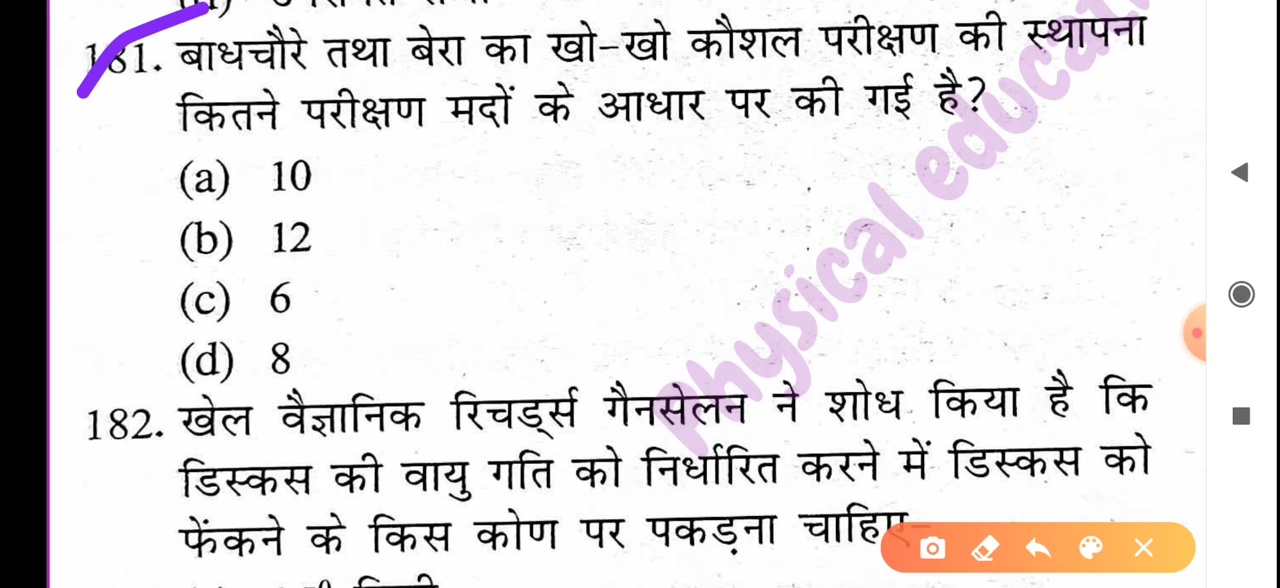 181. बाधचौरे तथा बेरा का खो-खो कौशल परीक्षण की स्थापना
कितने परीक्षण मदों के आधार पर की गई है?
(a) 10
(b) 12
(c) 6
(d) 8
182. खेल वैज्ञानिक रिचर्ड्स गैनसेलन ने शोध किया है कि
डिस्कस की वायु गति को निर्धारित करने में डिस्कस को
फेंकने के किस कोण पर पकड़ना चाहिए-
Physical educat